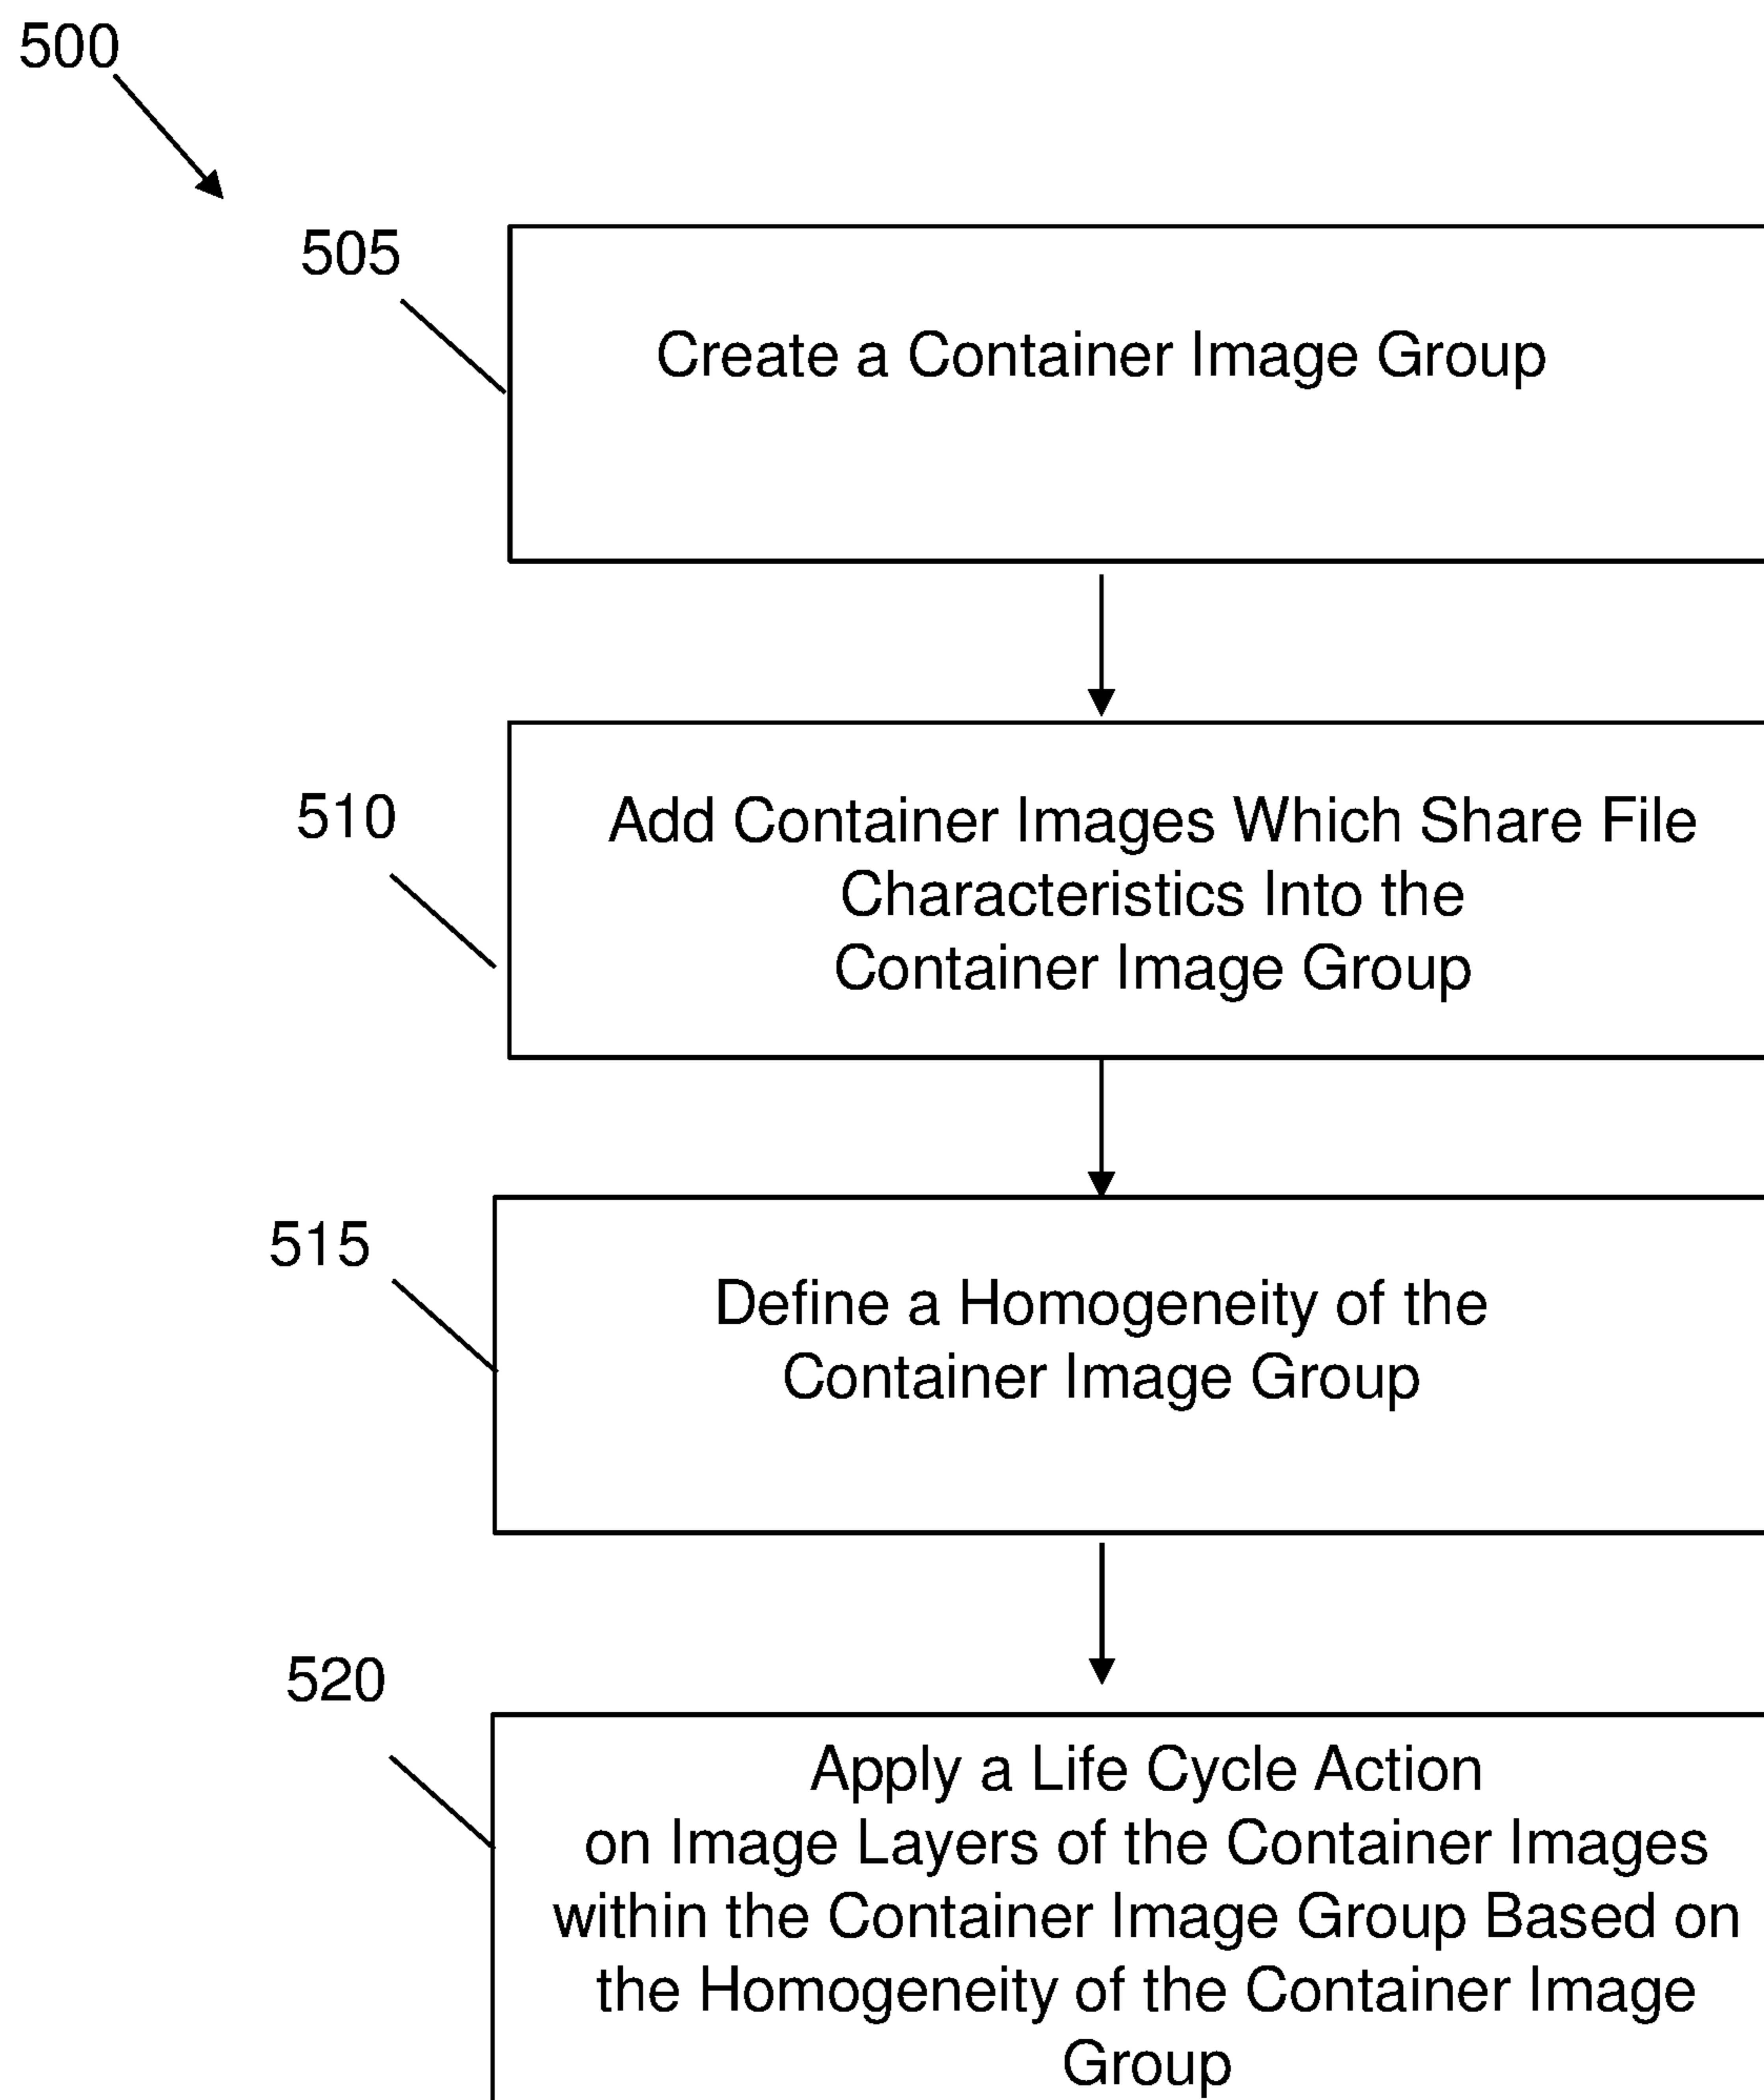 500
505
Create a Container Image Group
510
Add Container Images Which Share File
Characteristics Into the
Container Image Group
515
Define a Homogeneity of the
Container Image Group
520
Apply a Life Cycle Action
on Image Layers of the Container Images
within the Container Image Group Based on
the Homogeneity of the Container Image
Group